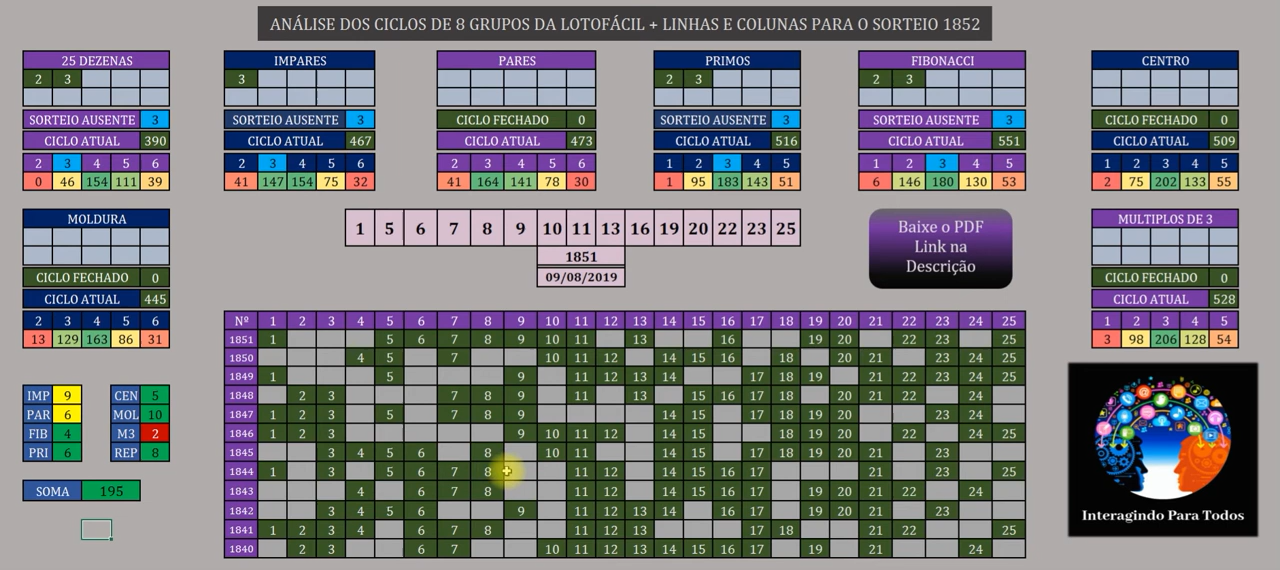 ANÁLISE DOS CICLOS DE 8 GRUPOS DA LOTOFÁCIL + LINHAS E COLUNAS PARA O SORTEIO 1852
25 DEZENAS
2 3
SORTEIO AUSENTE 3
CICLO ATUAL 390
2 3 4 5 6
0 46 154 111 39
IMPARES
3
SORTEIO AUSENTE 3
CICLO ATUAL 467
2 3 4 5 6
41 147 154 75 32
PARES
CICLO FECHADO 0
CICLO ATUAL 473
2 3 4 5 6
41 164 141 78 30
PRIMOS
2 3
SORTEIO AUSENTE 3
CICLO ATUAL 516
1 2 3 4 5
1 95 183 143 51
FIBONACCI
2 3
SORTEIO AUSENTE 3
CICLO ATUAL 551
1 2 3 4 5
6 146 180 130 53
CENTRO
CICLO FECHADO 0
CICLO ATUAL 509
1 2 3 4 5
2 75 202 133 55
MOLDURA
CICLO FECHADO 0
CICLO ATUAL 445
2 3 4 5 6
13 129 163 86 31
1 5 6 7 8 9 10 11 13 16 19 20 22 23 25
1851
09/08/2019
Baixe o PDF
Link na
Descrição
MULTIPLOS DE 3
CICLO FECHADO 0
CICLO ATUAL 528
1 2 3 4 5
3 98 206 128 54
IMP 9 CEN 5
PAR 6 MOL 10
FIB 4 M3 2
PRI 6 REP 8
SOMA 195
Nº 1 2 3 4 5 6 7 8 9 10 11 12 13 14 15 16 17 18 19 20 21 22 23 24 25
1851 1 5 6 7 8 9 10 11 13 16 19 20 22 23 25
1850 4 5 7 10 11 12 14 15 16 18 20 21 23 24 25
1849 1 5 9 11 12 13 14 17 18 19 21 22 23 24 25
1848 2 3 7 8 9 11 13 15 16 17 18 20 22 24 25
1847 1 2 3 5 7 8 9 14 15 17 18 19 20 23 24
1846 1 2 3 9 10 11 12 14 15 18 19 20 22 24 25
1845 3 4 5 8 10 11 14 15 16 17 18 19 20 21 23
1844 1 3 5 6 7 8 11 12 14 15 16 17 21 23 25
1843 4 6 7 8 11 12 14 15 16 17 19 20 21 22 24
1842 3 4 5 6 9 11 12 14 16 17 19 20 21 22 23
1841 1 2 3 4 5 6 7 8 11 12 13 17 18 21 25
1840 2 3 6 7 10 11 12 13 14 15 16 17 19 21 24
Interagindo Para Todos